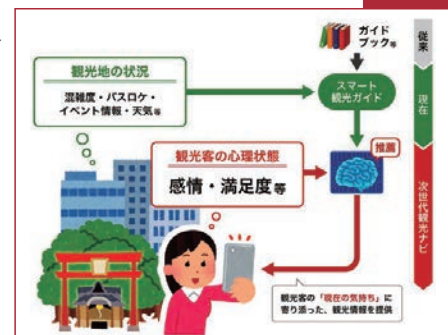 ガイド
ブック等
従来
観光地の状況
混雑度・バスロケ・
イベント情報・天気等
スマート
観光ガイド
現在
観光客の心理状態
感情・満足度等
推薦
次世代観光ナビ
観光客の「現在の気持ち」に
寄り添った、観光情報を提供